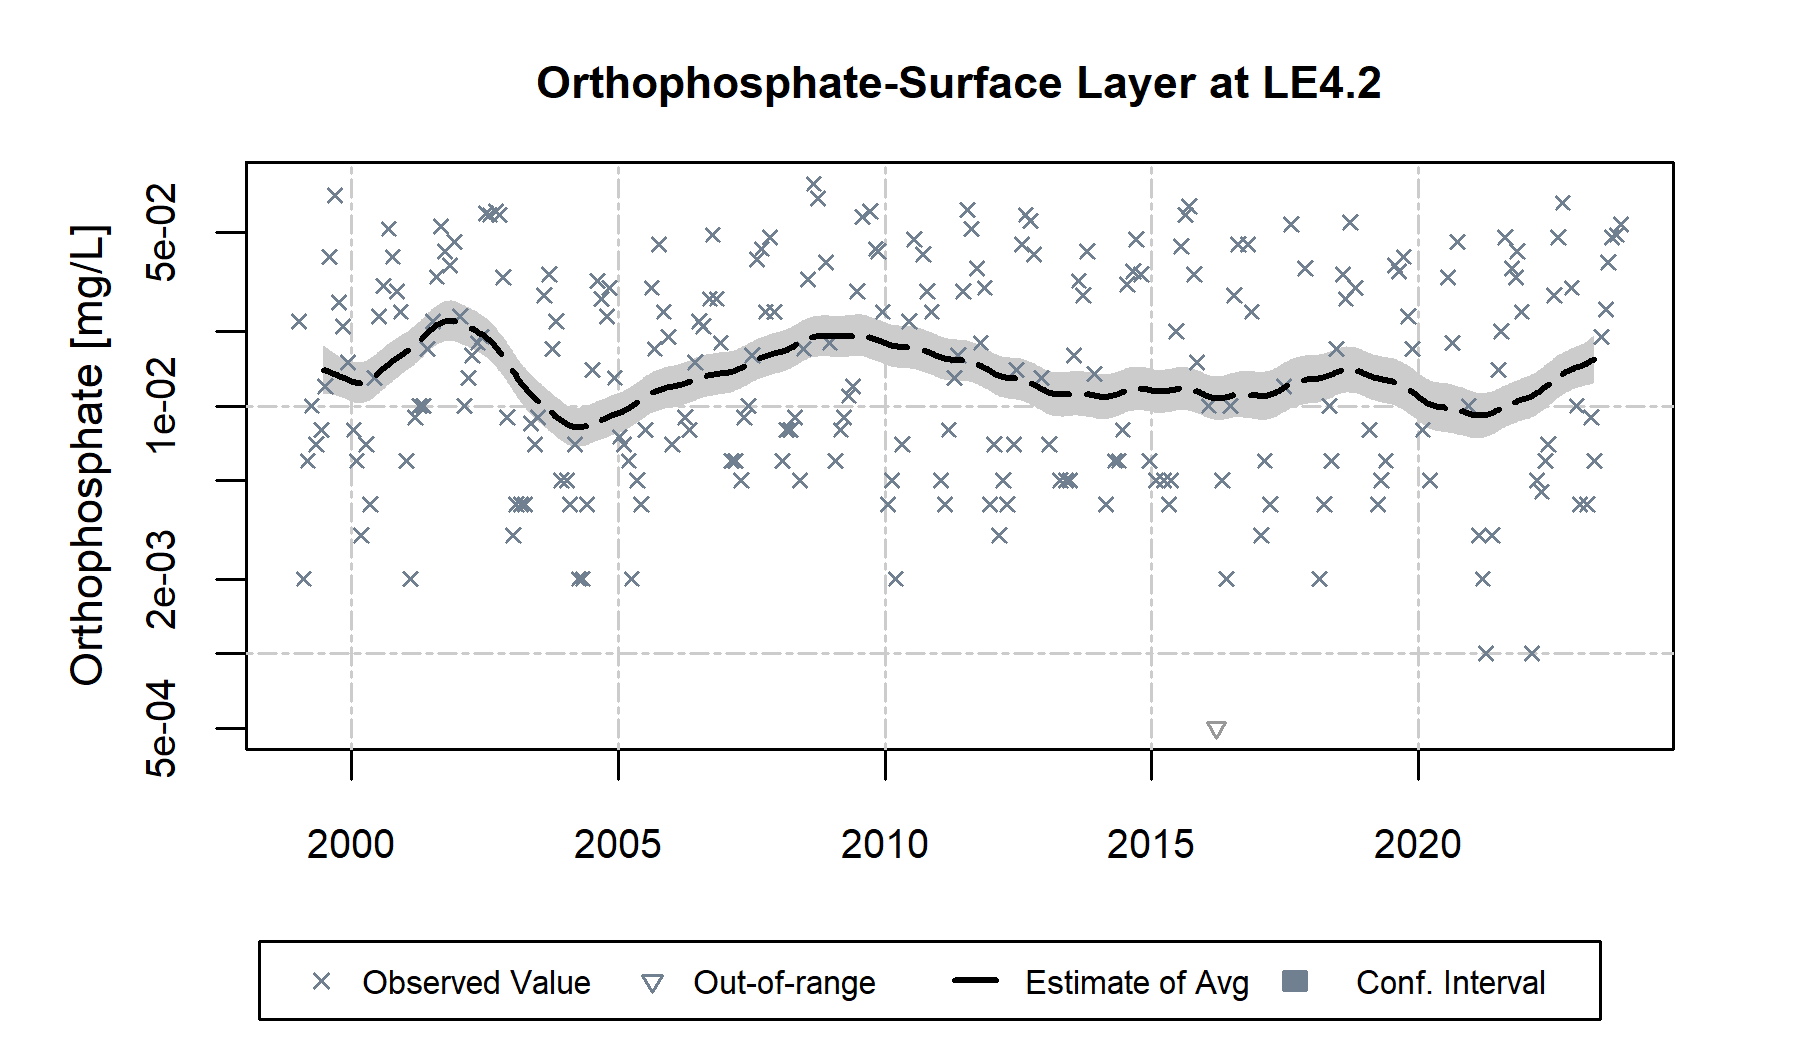 Orthophosphate-Surface Layer at LE4.2
Orthophosphate [mg/L]
5e-02
1e-02
2e-03
5e-04
2000 2005 2010 2015 2020
Observed Value Out-of-range Estimate of Avg Conf. Interval